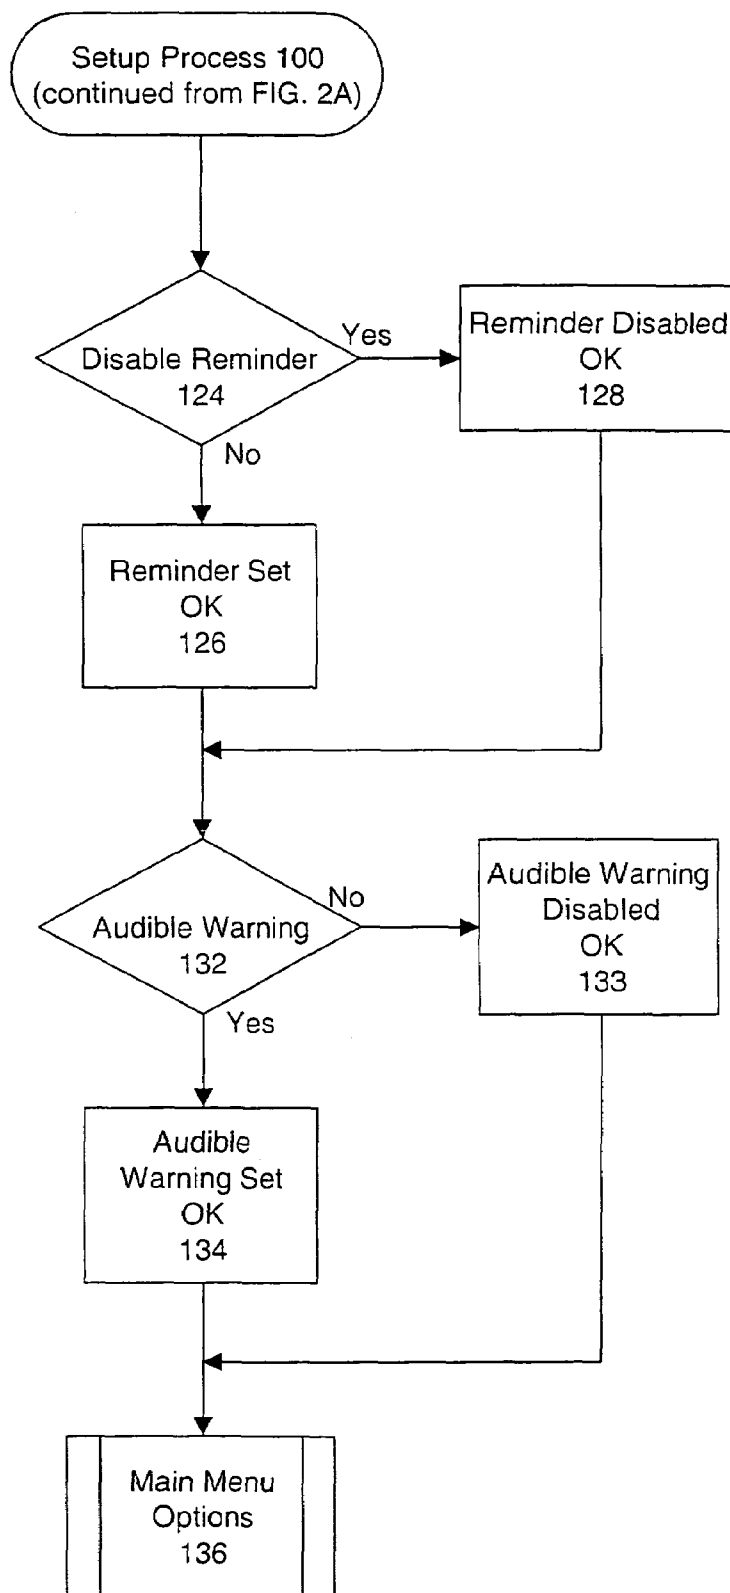 Setup Process 100
(continued from FIG. 2A)
Disable Reminder
124
Yes
Reminder Disabled
OK
128
No
Reminder Set
OK
126
Audible Warning
132
No
Audible Warning
Disabled
OK
133
Yes
Audible
Warning Set
OK
134
Main Menu
Options
136